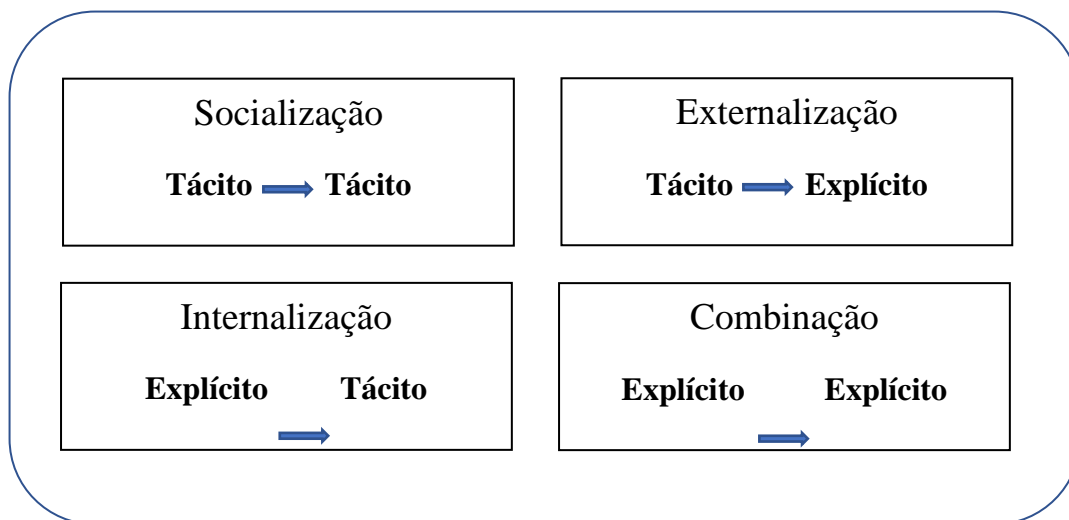 Socialização
Tácito Tácito
Externalização
Tácito Explícito
Internalização
Explícito Tácito
Combinação
Explícito Explícito